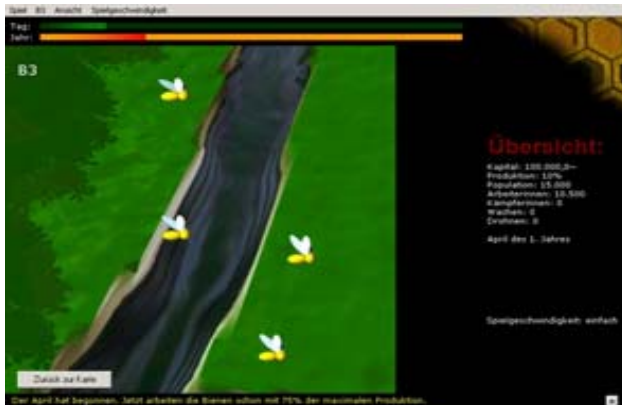 Spiel B3 Ansicht Spielgeschwindigkeit
Tag:
Jahr:
B3
Übersicht:
Kapital: 100.000,0--
Produktion: 10%
Population: 15.000
Arbeiterinnen: 10.500
Kämpferinnen: 0
Wachen: 0
Drohnen: 0
April des 1. Jahres
Spielgeschwindigkeit: einfach
Zurück zur Karte
Der April hat begonnen. Jetzt arbeiten die Bienen schon mit 75% der maximalen Produktion.